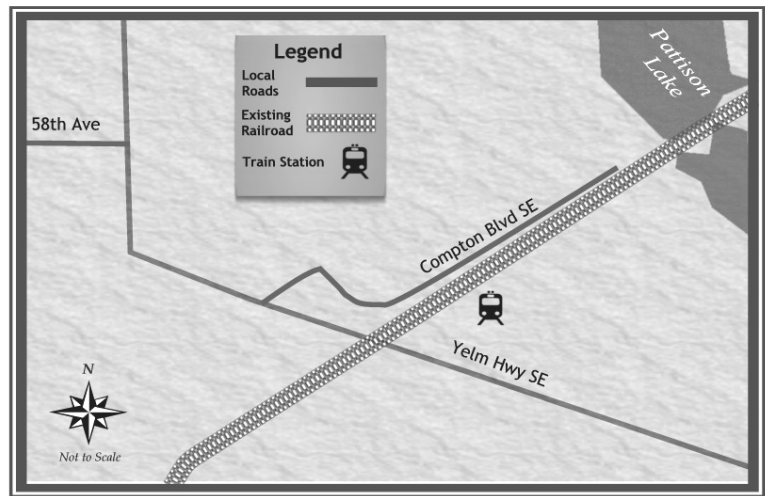 Legend
Local
Roads
Existing
Railroad
Train Station
58th Ave
Pattison
Lake
Compton Blvd SE
Yelm Hwy SE
N
Not to Scale